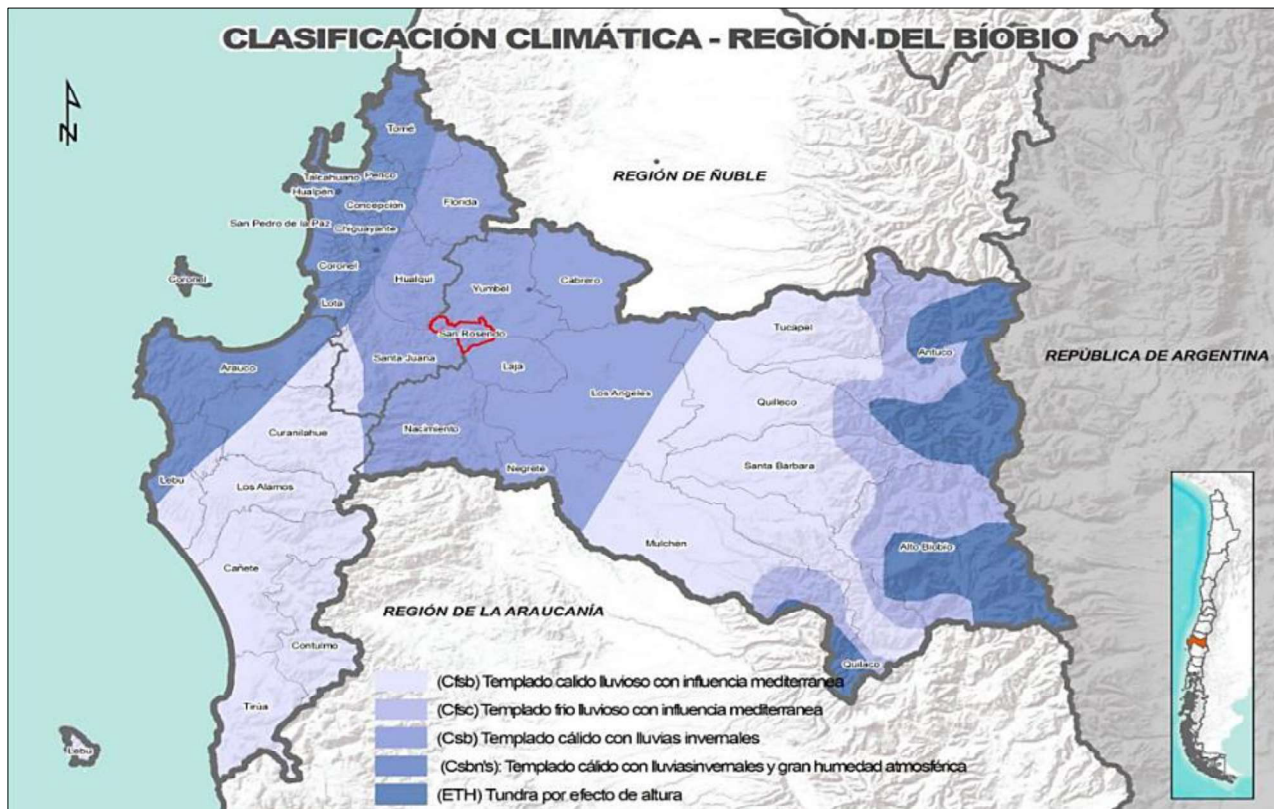 CLASIFICACIÓN CLIMÁTICA - REGIÓN DEL BÍOBIO
N
Tomé
Talcahuano
Penco
Hualpén
Concepción
Florida
San Pedro de la Paz
Chiguayante
Coronel
Coronel
Hualqui
Yumbel
Cabrero
Lota
San Rosendo
Santa Juana
Laja
Arauco
Los Angeles
Curanilahue
Nacimiento
Negrete
Lebu
Los Alamos
Cañete
Contulmo
Tirúa
Lebu
REGIÓN DE ÑUBLE
Tucapel
Antuco
REPÚBLICA DE ARGENTINA
Quilleco
Santa Bárbara
Mulchén
Alto Biobío
Quilaco
REGIÓN DE LA ARAUCANÍA
(Cfsb) Templado calido lluvioso con influencia mediterránea
(Cfsc) Templado frio lluvioso con influencia mediterranea
(Csb) Templado cálido con lluvias invernales
(Csbn's): Templado cálido con lluviasinvernales y gran humedad atmosférica
(ETH) Tundra por efecto de altura